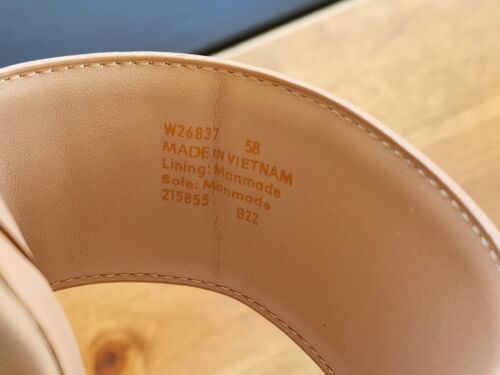 W26837 5B
MADE IN VIETNAM
Lining: Manmade
Sole: Manmade
215855 B22